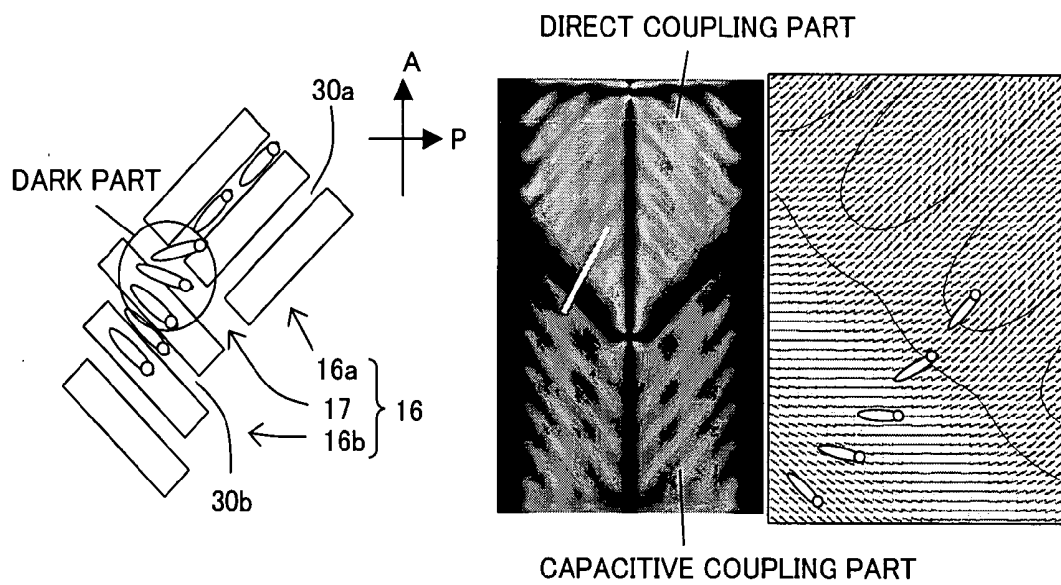 DIRECT COUPLING PART
A
30a
P
DARK PART
16a
17
16
16b
30b
CAPACITIVE COUPLING PART